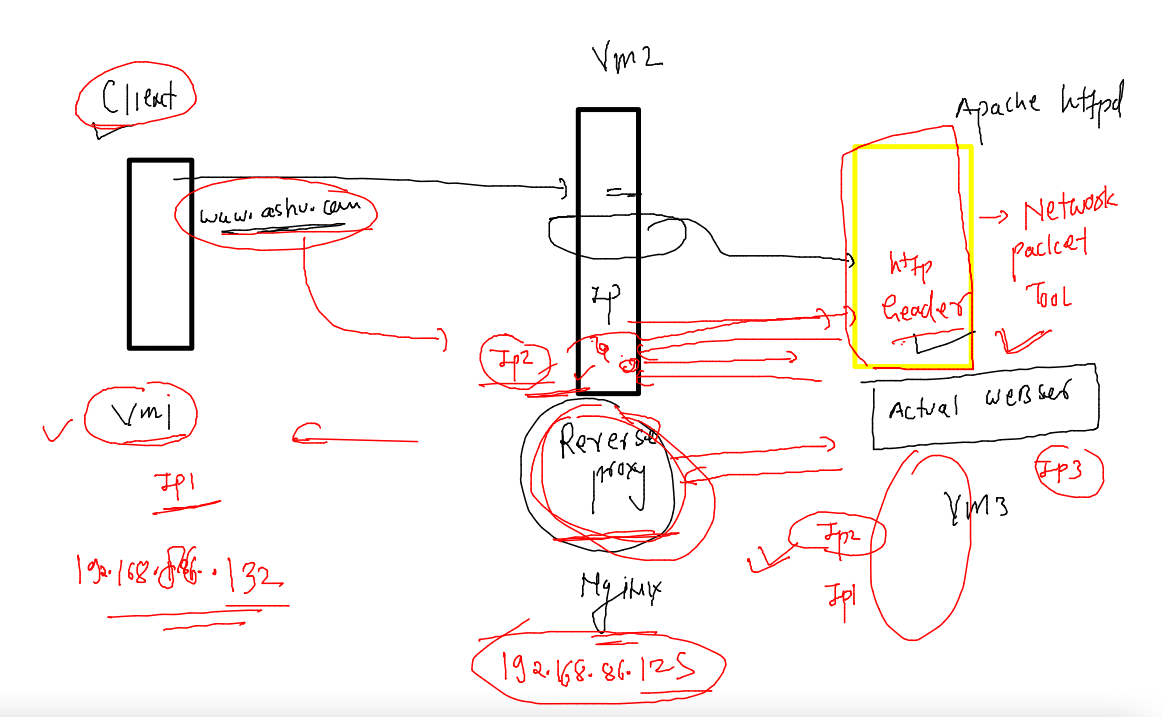 Client
www.ashu.com
Vm1
Ip1
192.168.86.132
Vm2
IP
Ip2
Reverse
proxy
Nginx
192.168.86.125
Apache httpd
http
header
Network
packet
TOOL
Actual webser
Ip3
Vm3
Ip2
Ip1